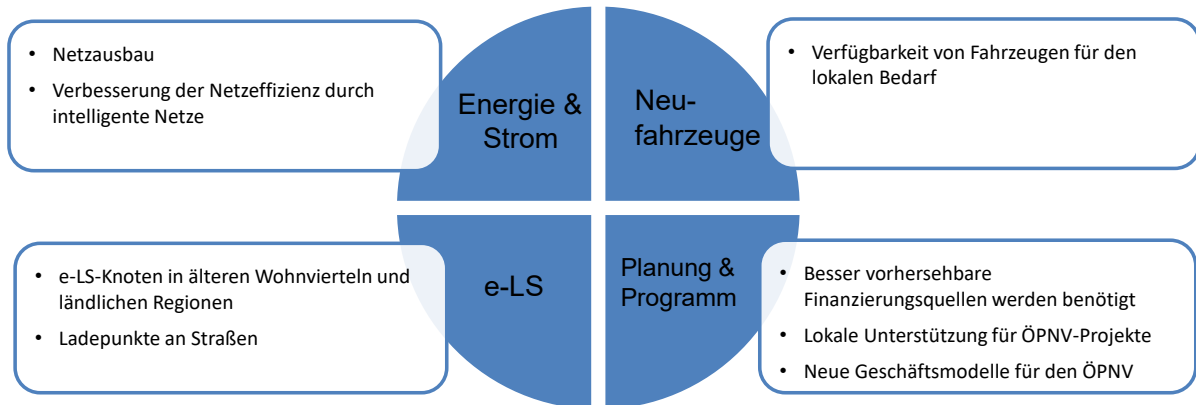 • Netzausbau
• Verbesserung der Netzeffizienz durch
intelligente Netze
Energie &
Strom
Neu-
fahrzeuge
• Verfügbarkeit von Fahrzeugen für den
lokalen Bedarf
• e-LS-Knoten in älteren Wohnvierteln und
ländlichen Regionen
• Ladepunkte an Straßen
e-LS
Planung &
Programm
• Besser vorhersehbare
Finanzierungsquellen werden benötigt
• Lokale Unterstützung für ÖPNV-Projekte
• Neue Geschäftsmodelle für den ÖPNV